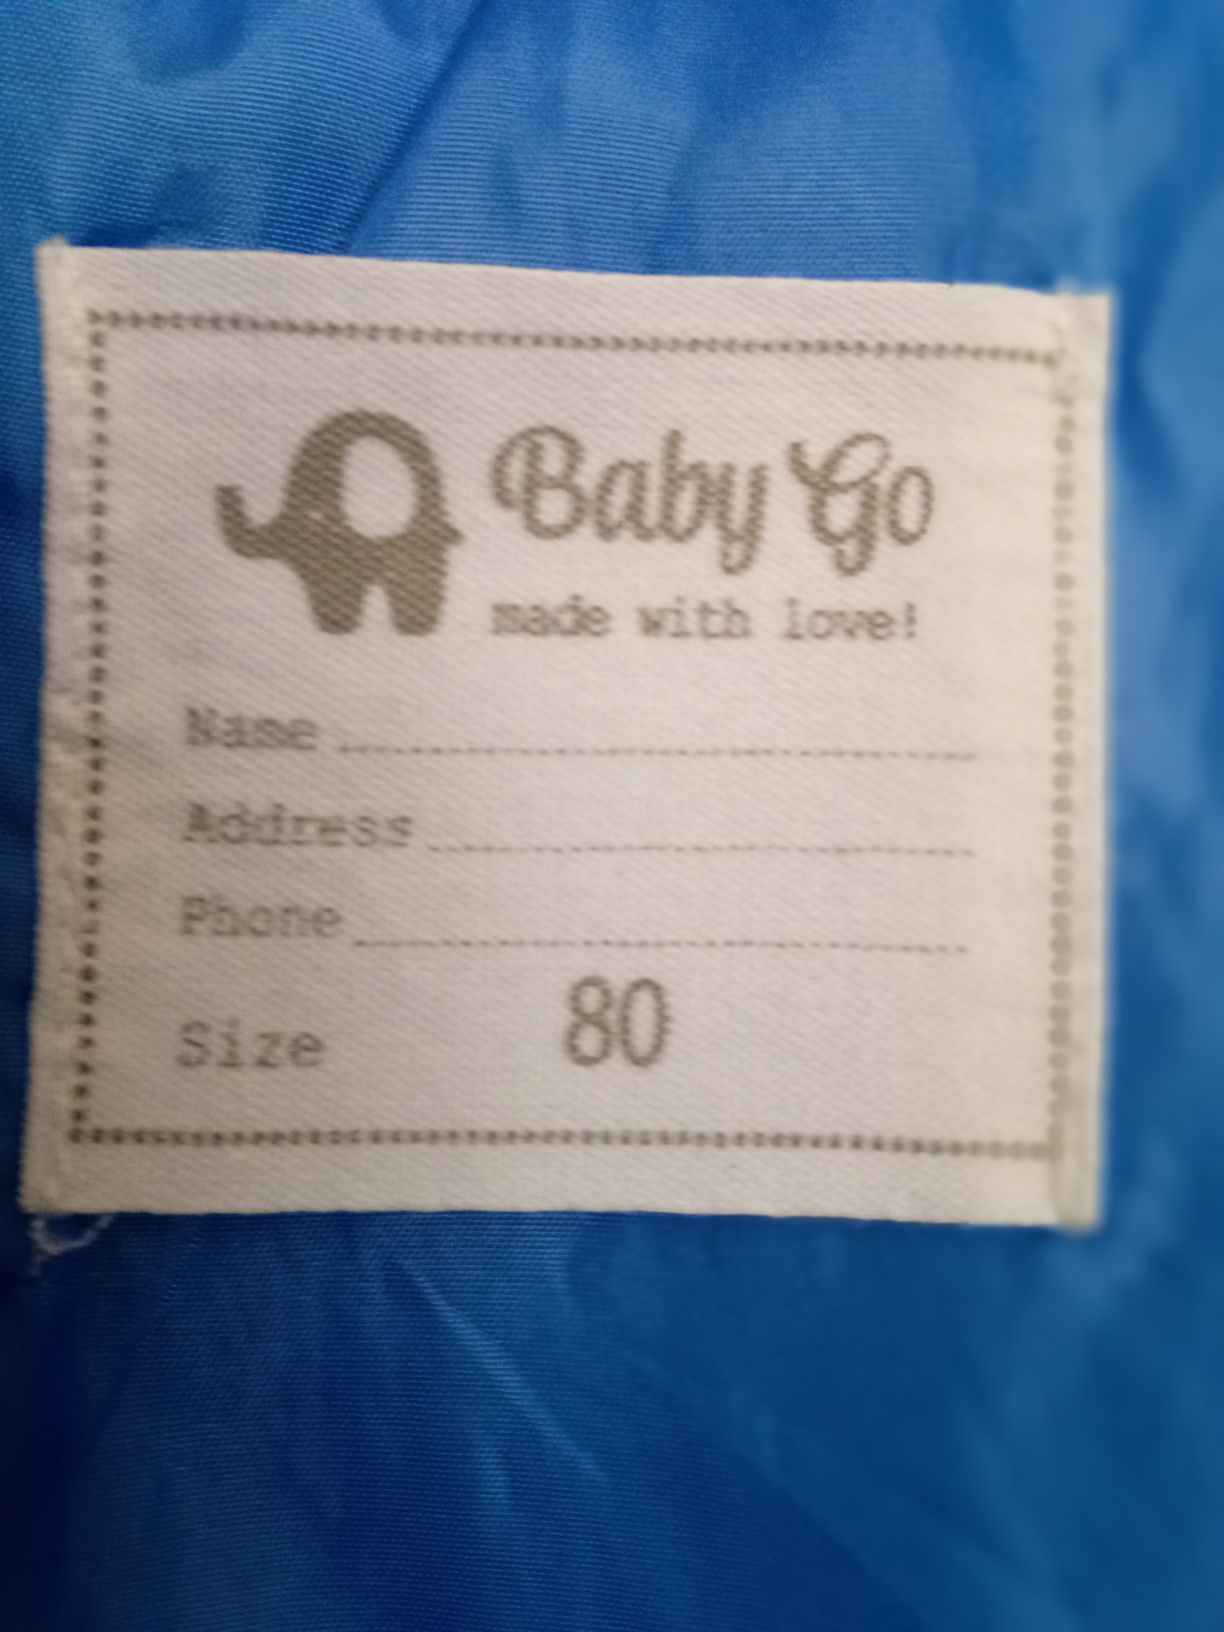 Baby Go
made with love!
Name
Address
Phone
Size 80